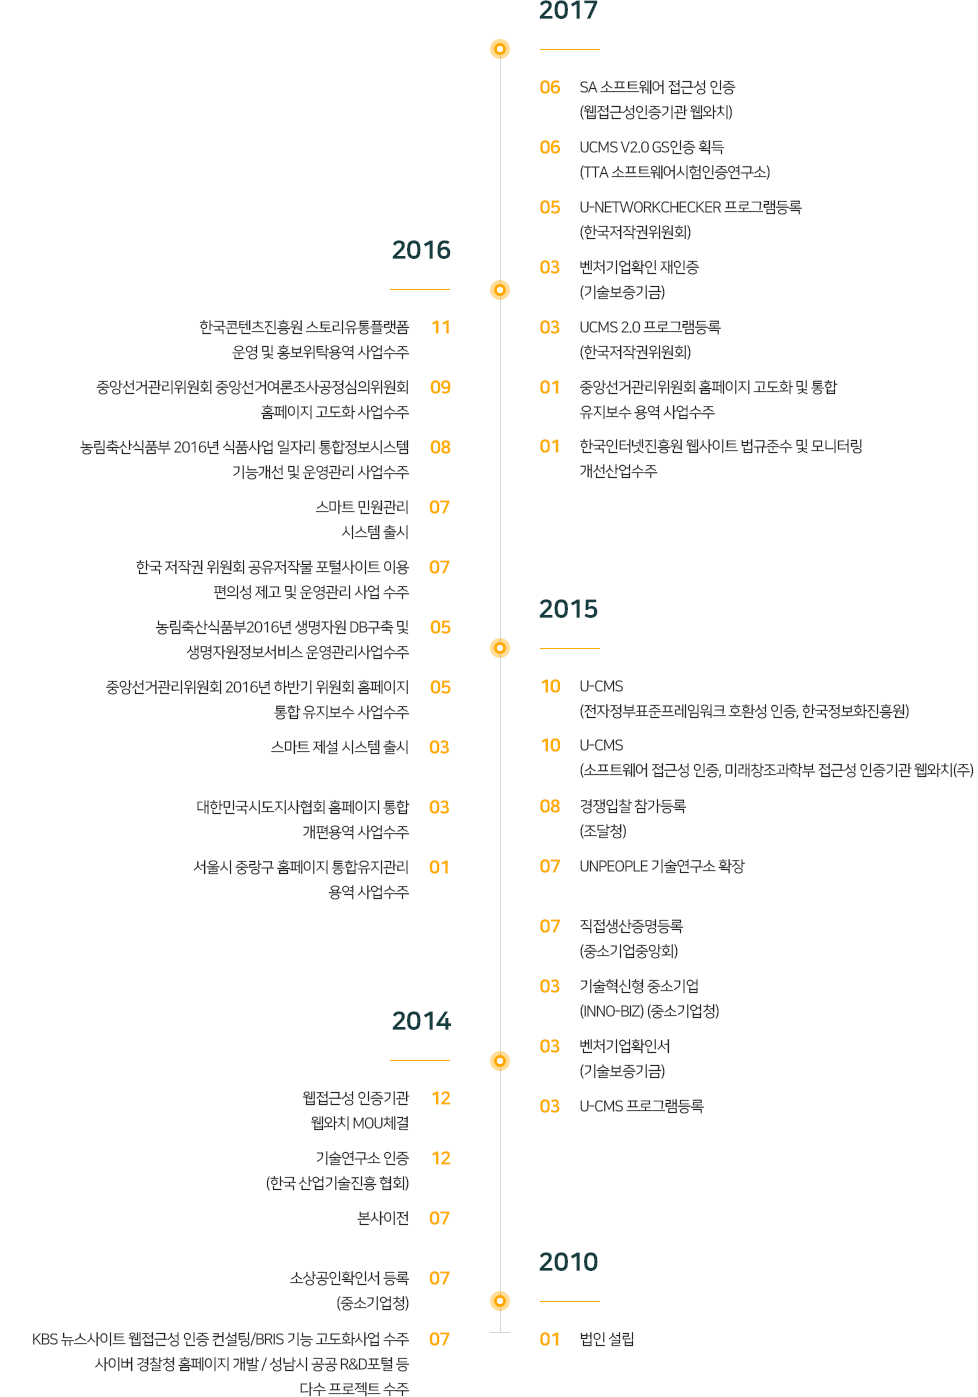 2017
06 SA 소프트웨어 접근성 인증
(웹접근성인증기관 웹와치)
06 UCMS V2.0 GS인증 획득
(TTA 소프트웨어시험인증연구소)
05 U-NETWORKCHECKER 프로그램등록
(한국저작권위원회)
03 벤처기업확인 재인증
(기술보증기금)
03 UCMS 2.0 프로그램등록
(한국저작권위원회)
01 중앙선거관리위원회 홈페이지 고도화 및 통합
유지보수 용역 사업수주
01 한국인터넷진흥원 웹사이트 법규준수 및 모니터링
개선산업수주
2016
한국콘텐츠진흥원 스토리유통플랫폼 11
운영 및 홍보위탁용역 사업수주
중앙선거관리위원회 중앙선거여론조사공정심의위원회 09
홈페이지 고도화 사업수주
농림축산식품부 2016년 식품사업 일자리 통합정보시스템 08
기능개선 및 운영관리 사업수주
스마트 민원관리 07
시스템 출시
한국 저작권 위원회 공유저작물 포털사이트 이용 07
편의성 제고 및 운영관리 사업 수주
농림축산식품부2016년 생명자원 DB구축 및 05
생명자원정보서비스 운영관리사업수주
중앙선거관리위원회 2016년 하반기 위원회 홈페이지 05
통합 유지보수 사업수주
스마트 제설 시스템 출시 03
대한민국시도지사협회 홈페이지 통합 03
개편용역 사업수주
서울시 중랑구 홈페이지 통합유지관리 01
용역 사업수주
2015
10 U-CMS
(전자정부표준프레임워크 호환성 인증, 한국정보화진흥원)
10 U-CMS
(소프트웨어 접근성 인증, 미래창조과학부 접근성 인증기관 웹와치(주)
08 경쟁입찰 참가등록
(조달청)
07 UNPEOPLE 기술연구소 확장
07 직접생산증명등록
(중소기업중앙회)
03 기술혁신형 중소기업
(INNO-BIZ) (중소기업청)
03 벤처기업확인서
(기술보증기금)
03 U-CMS 프로그램등록
2014
웹접근성 인증기관 12
웹와치 MOU체결
기술연구소 인증 12
(한국 산업기술진흥 협회)
본사이전 07
소상공인확인서 등록 07
(중소기업청)
KBS 뉴스사이트 웹접근성 인증 컨설팅/BRIS 기능 고도화사업 수주 07
사이버 경찰청 홈페이지 개발 / 성남시 공공 R&D포털 등
다수 프로젝트 수주
2010
01 법인 설립